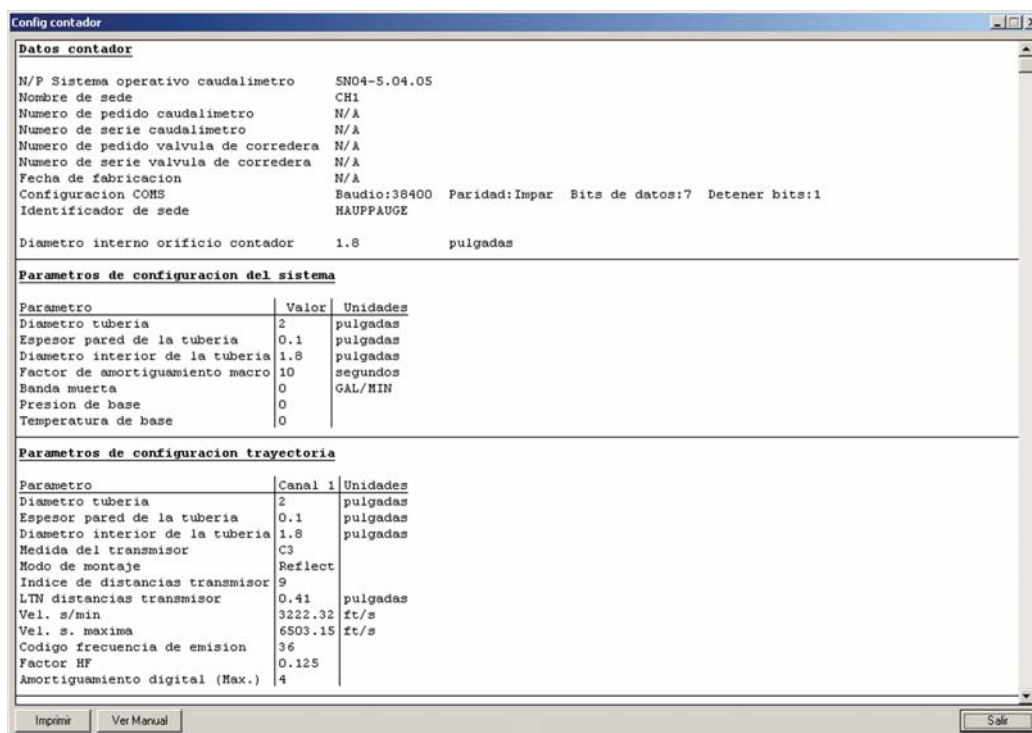 Config contador
Datos contador
N/P Sistema operativo caudalimetro 5N04-5.04.05
Nombre de sede CH1
Numero de pedido caudalimetro N/A
Numero de serie caudalimetro N/A
Numero de pedido valvula de corredera N/A
Numero de serie valvula de corredera N/A
Fecha de fabricacion N/A
Configuracion COMS Baudio:38400 Paridad:Impar Bits de datos:7 Detener bits:1
Identificador de sede HAUPPAUGE
Diametro interno orificio contador 1.8 pulgadas
Parametros de configuracion del sistema
Parametro Valor Unidades
Diametro tuberia 2 pulgadas
Espesor pared de la tuberia 0.1 pulgadas
Diametro interior de la tuberia 1.8 pulgadas
Factor de amortiguamiento macro 10 segundos
Banda muerta 0 GAL/MIN
Presion de base 0
Temperatura de base 0
Parametros de configuracion trayectoria
Parametro Canal 1 Unidades
Diametro tuberia 2 pulgadas
Espesor pared de la tuberia 0.1 pulgadas
Diametro interior de la tuberia 1.8 pulgadas
Medida del transmisor C3
Modo de montaje Reflect
Indice de distancias transmisor 9
LTN distancias transmisor 0.41 pulgadas
Vel. s/min 3222.32 ft/s
Vel. s. maxima 6503.15 ft/s
Codigo frecuencia de emision 36
Factor HF 0.125
Amortiguamiento digital (Max.) 4
Imprimir Ver Manual Salir